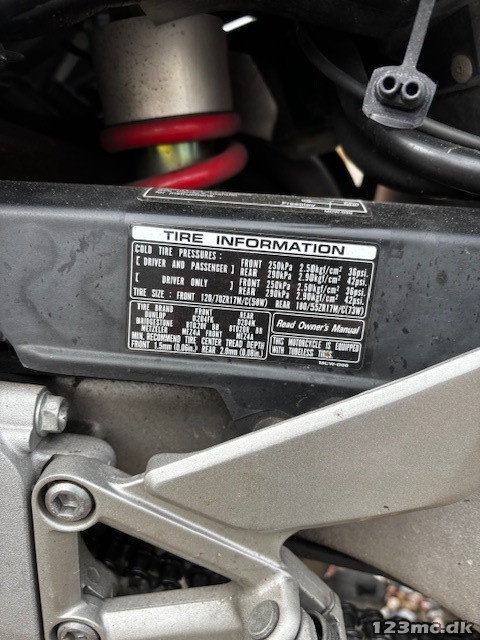 TIRE INFORMATION
COLD TIRE PRESSURES :
[ DRIVER AND PASSENGER ] FRONT 250kPa 2.50kgf/cm² 36psi.
REAR 290kPa 2.90kgf/cm² 42psi.
[ DRIVER ONLY ] FRONT 250kPa 2.50kgf/cm² 36psi.
REAR 290kPa 2.90kgf/cm² 42psi.
TIRE SIZE : FRONT 120/70ZR17M/C(58W) REAR 180/55ZR17M/C(73W)
TIRE BRAND FRONT REAR
DUNLOP D204FK D204K
BRIDGESTONE BT020F BB BT020R BB
METZELER MEZ4A FRONT MEZ4A
MIN. RECOMMEND TIRE CENTER TREAD DEPTH
FRONT 1.5mm (0.06in.) REAR 2.0mm (0.08in.)
Read Owner's Manual
THIS MOTORCYCLE IS EQUIPPED
WITH TUBELESS TIRES
MCW-D00
123mc.dk